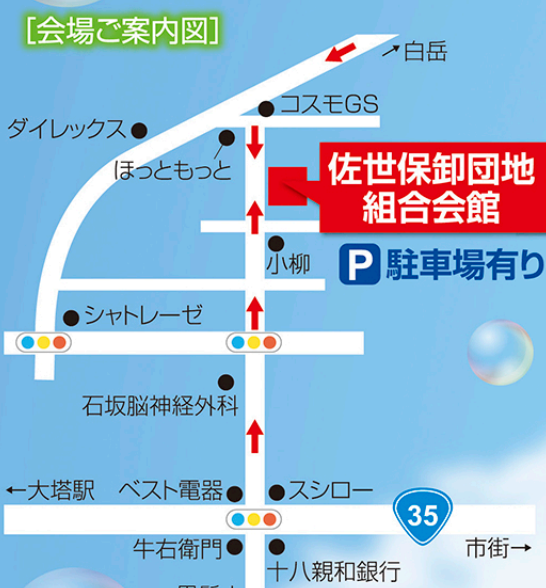 [会場ご案内図]
↗白岳
コスモGS
ダイレックス
ほっともっと
佐世保卸団地
組合会館
小柳
P駐車場有り
シャトレーゼ
石坂脳神経外科
←大塔駅
ベスト電器
スシロー
35
牛右衛門
市街→
十八親和銀行